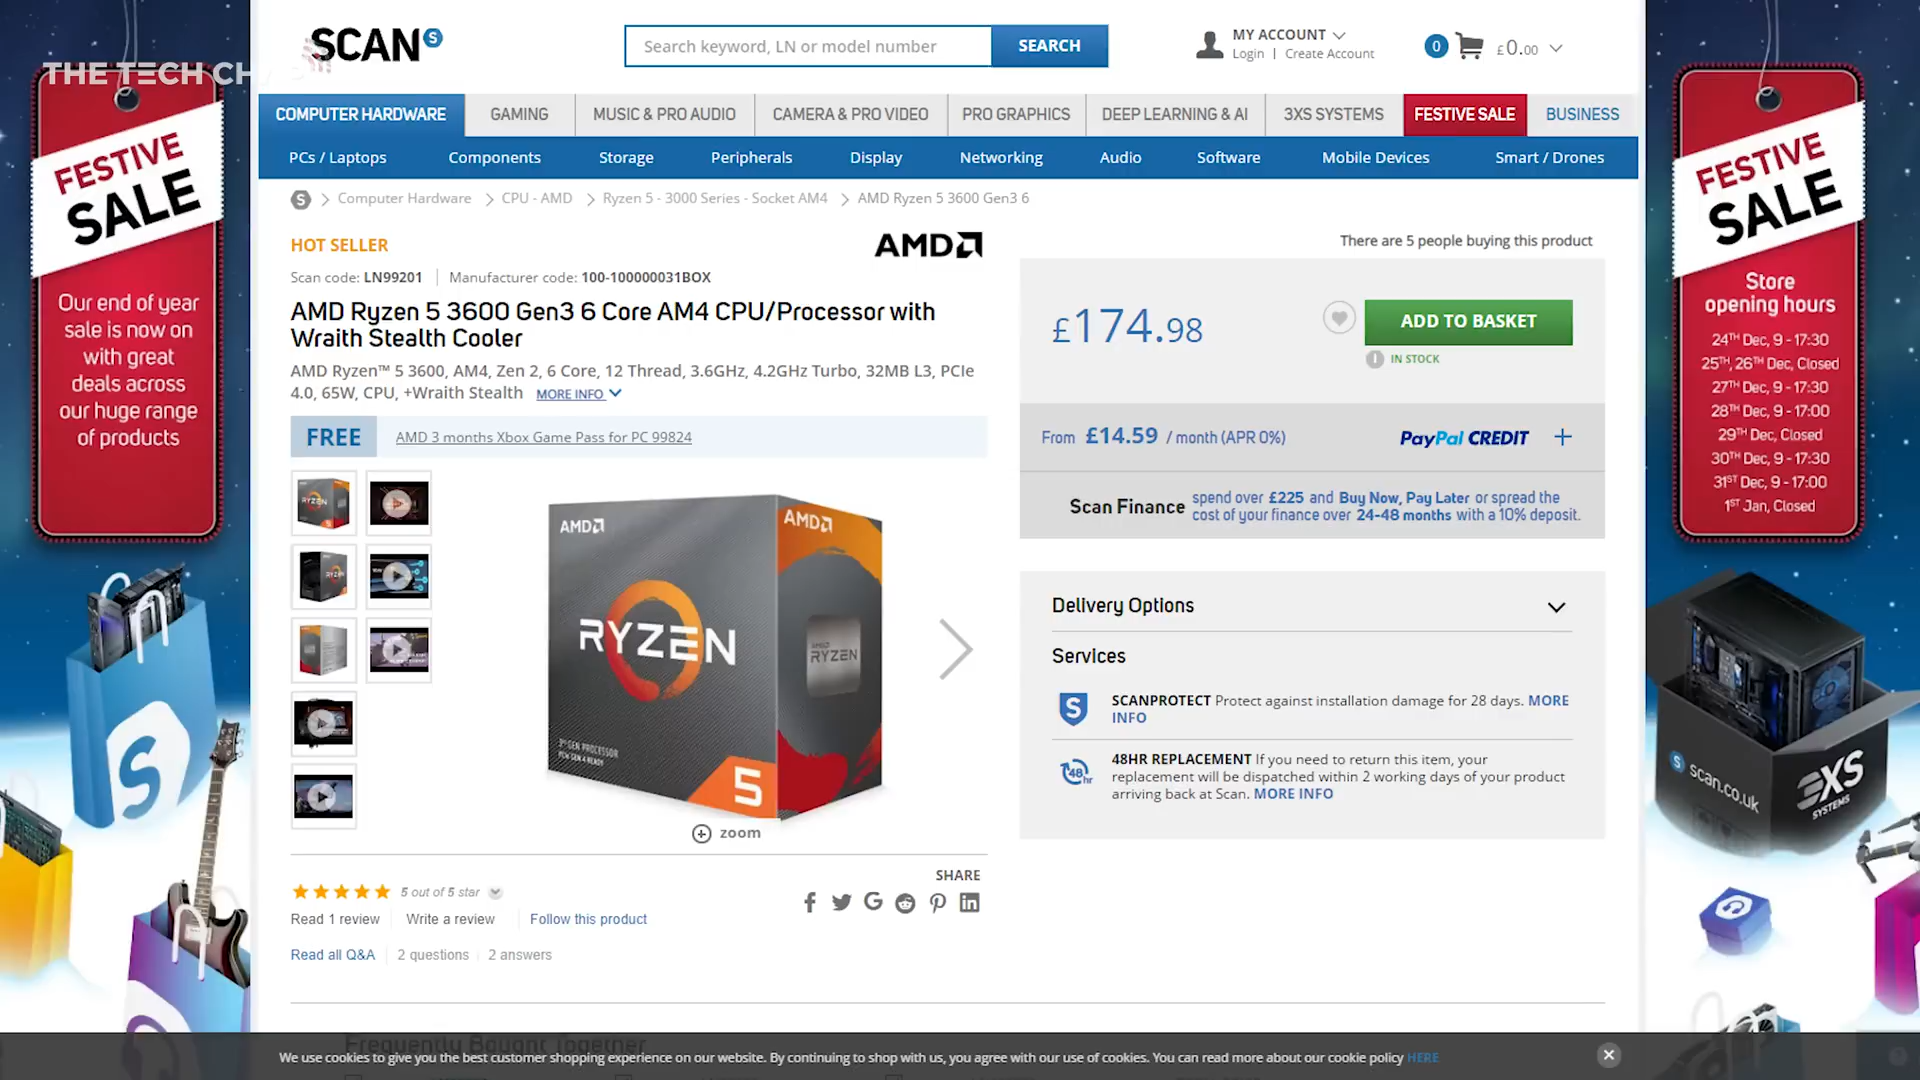 THE TECH CHAP
SCAN S
Search keyword, LN or model number
SEARCH
MY ACCOUNT
Login | Create Account
0
£0.00
COMPUTER HARDWARE
GAMING
MUSIC & PRO AUDIO
CAMERA & PRO VIDEO
PRO GRAPHICS
DEEP LEARNING & AI
3XS SYSTEMS
FESTIVE SALE
BUSINESS
PCs / Laptops
Components
Storage
Peripherals
Display
Networking
Audio
Software
Mobile Devices
Smart / Drones
S
Computer Hardware
CPU - AMD
Ryzen 5 - 3000 Series - Socket AM4
AMD Ryzen 5 3600 Gen3 6
FESTIVE
SALE
Our end of year
sale is now on
with great
deals across
our huge range
of products
HOT SELLER
AMD
Scan code: LN99201
Manufacturer code: 100-100000031BOX
AMD Ryzen 5 3600 Gen3 6 Core AM4 CPU/Processor with
Wraith Stealth Cooler
AMD Ryzen™ 5 3600, AM4, Zen 2, 6 Core, 12 Thread, 3.6GHz, 4.2GHz Turbo, 32MB L3, PCIe
4.0, 65W, CPU, +Wraith Stealth MORE INFO
FREE
AMD 3 months Xbox Game Pass for PC 99824
AMD
AMD
RYZEN
RYZEN
3RD GEN PROCESSOR
PCIe GEN 4 READY
5
zoom
5 out of 5 star
Read 1 review
Write a review
Follow this product
Read all Q&A
2 questions
2 answers
SHARE
There are 5 people buying this product
£174.98
ADD TO BASKET
IN STOCK
From £14.59 / month (APR 0%)
PayPal CREDIT
Scan Finance
spend over £225 and Buy Now, Pay Later or spread the
cost of your finance over 24-48 months with a 10% deposit.
Delivery Options
Services
S
SCANPROTECT Protect against installation damage for 28 days. MORE
INFO
48hr
48HR REPLACEMENT If you need to return this item, your
replacement will be dispatched within 2 working days of your product
arriving back at Scan. MORE INFO
FESTIVE
SALE
Store
opening hours
24TH Dec, 9 - 17:30
25TH, 26TH Dec, Closed
27TH Dec, 9 - 17:30
28TH Dec, 9 - 17:00
29TH Dec, Closed
30TH Dec, 9 - 17:30
31ST Dec, 9 - 17:00
1ST Jan, Closed
S
S scan.co.uk
3XS
SYSTEMS
Frequently Bought Together
We use cookies to give you the best customer shopping experience on our website. By continuing to shop with us, you agree with our use of cookies. You can read more about our cookie policy HERE